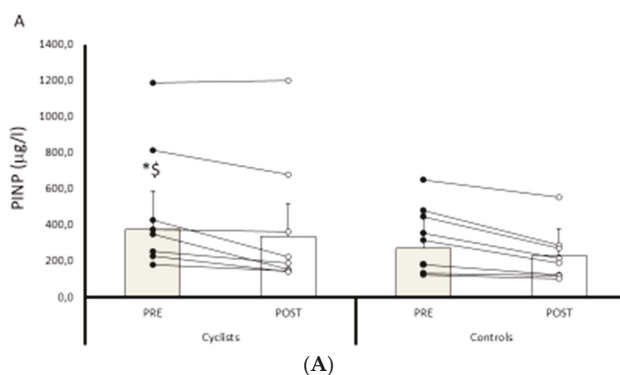 A
1400,0
1200,0
1000,0
800,0
600,0
400,0
200,0
0,0
PINP (µg/l)
*$
PRE POST PRE POST
Cyclists Controls
(A)